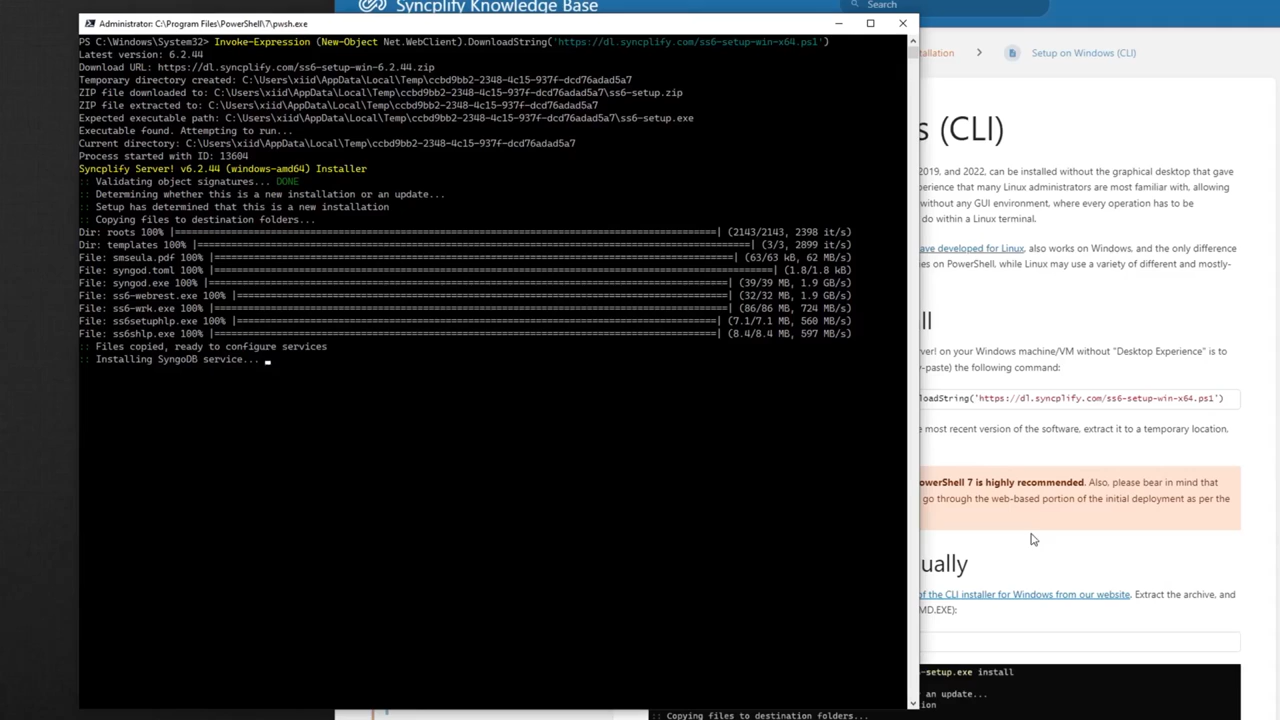 Syncplify Knowledge Base
Search
Administrator: C:\Program Files\PowerShell\7\pwsh.exe
PS C:\Windows\System32> Invoke-Expression (New-Object Net.WebClient).DownloadString('https://dl.syncplify.com/ss6-setup-win-x64.ps1')
Latest version: 6.2.44
Download URL: https://dl.syncplify.com/ss6-setup-win-6.2.44.zip
Temporary directory created: C:\Users\xiid\AppData\Local\Temp\ccbd9bb2-2348-4c15-937f-dcd76adad5a7
ZIP file downloaded to: C:\Users\xiid\AppData\Local\Temp\ccbd9bb2-2348-4c15-937f-dcd76adad5a7\ss6-setup.zip
ZIP file extracted to: C:\Users\xiid\AppData\Local\Temp\ccbd9bb2-2348-4c15-937f-dcd76adad5a7
Expected executable path: C:\Users\xiid\AppData\Local\Temp\ccbd9bb2-2348-4c15-937f-dcd76adad5a7\ss6-setup.exe
Executable found. Attempting to run...
Current directory: C:\Users\xiid\AppData\Local\Temp\ccbd9bb2-2348-4c15-937f-dcd76adad5a7
Process started with ID: 13604
Syncplify Server! v6.2.44 (windows-amd64) Installer
:: Validating object signatures... DONE
:: Determining whether this is a new installation or an update...
:: Setup has determined that this is a new installation
:: Copying files to destination folders...
Dir: roots 100% (2143/2143, 2398 it/s)
Dir: templates 100% (3/3, 2899 it/s)
File: smseula.pdf 100% (63/63 kB, 62 MB/s)
File: syngod.toml 100% (1.8/1.8 kB)
File: syngod.exe 100% (39/39 MB, 1.9 GB/s)
File: ss6-webrest.exe 100% (32/32 MB, 1.9 GB/s)
File: ss6-wrk.exe 100% (86/86 MB, 724 MB/s)
File: ss6setuphlp.exe 100% (7.1/7.1 MB, 560 MB/s)
File: ss6shlp.exe 100% (8.4/8.4 MB, 597 MB/s)
:: Files copied, ready to configure services
:: Installing SyngoDB service...
allation > Setup on Windows (CLI)
s (CLI)
2019, and 2022, can be installed without the graphical desktop that gave
perience that many Linux administrators are most familiar with, allowing
without any GUI environment, where every operation has to be
do within a Linux terminal.
ave developed for Linux, also works on Windows, and the only difference
es on PowerShell, while Linux may use a variety of different and mostly-
ll
rver! on your Windows machine/VM without "Desktop Experience" is to
y-paste) the following command:
loadString('https://dl.syncplify.com/ss6-setup-win-x64.ps1')
e most recent version of the software, extract it to a temporary location,
owerShell 7 is highly recommended. Also, please bear in mind that
go through the web-based portion of the initial deployment as per the
ually
of the CLI installer for Windows from our website. Extract the archive, and
MD.EXE):
-setup.exe install
an update...
ion
:: Copying files to destination folders...